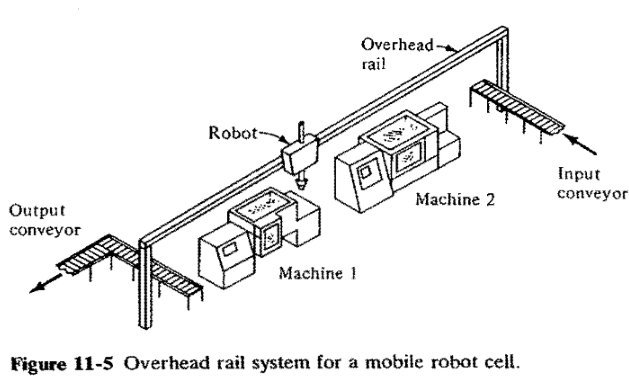 Overhead
rail
Robot
Machine 2
Input
conveyor
Output
conveyor
Machine 1
Figure 11-5 Overhead rail system for a mobile robot cell.